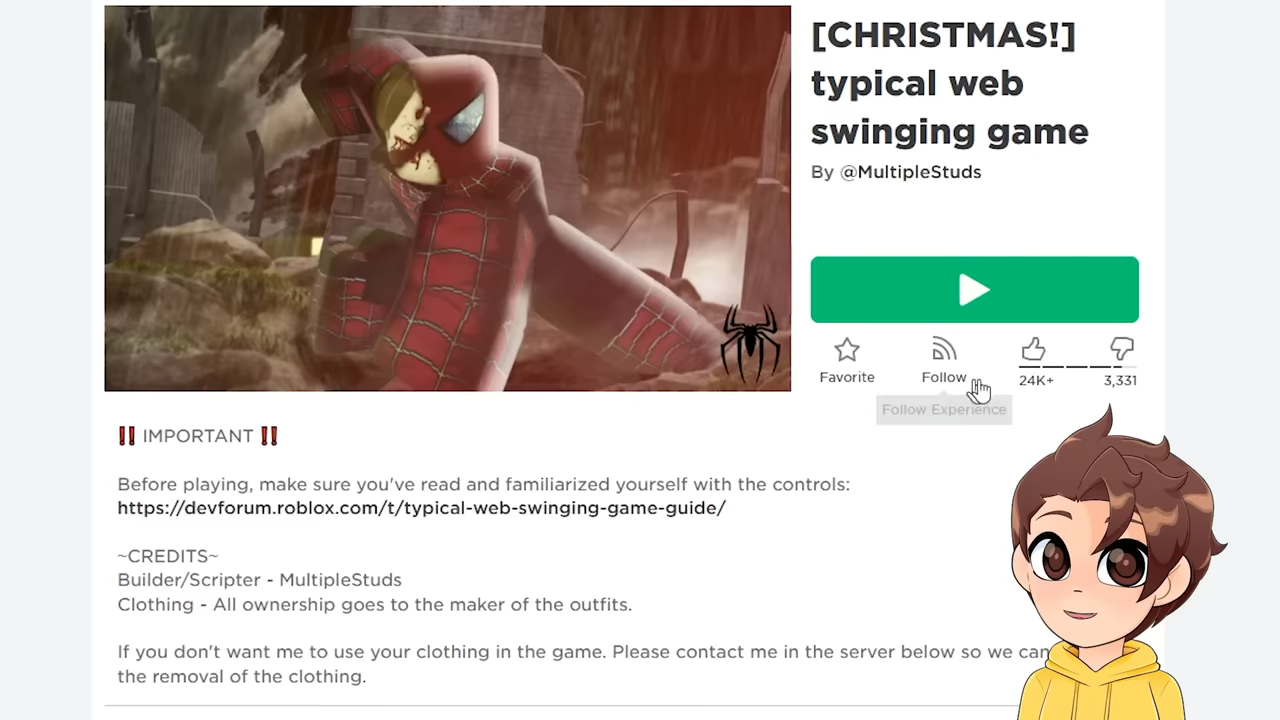 [CHRISTMAS!]
typical web
swinging game
By @MultipleStuds
Favorite
Follow
24K+
3,331
Follow Experience
‼️ IMPORTANT ‼️
Before playing, make sure you've read and familiarized yourself with the controls:
https://devforum.roblox.com/t/typical-web-swinging-game-guide/
~CREDITS~
Builder/Scripter - MultipleStuds
Clothing - All ownership goes to the maker of the outfits.
If you don't want me to use your clothing in the game. Please contact me in the server below so we can
the removal of the clothing.